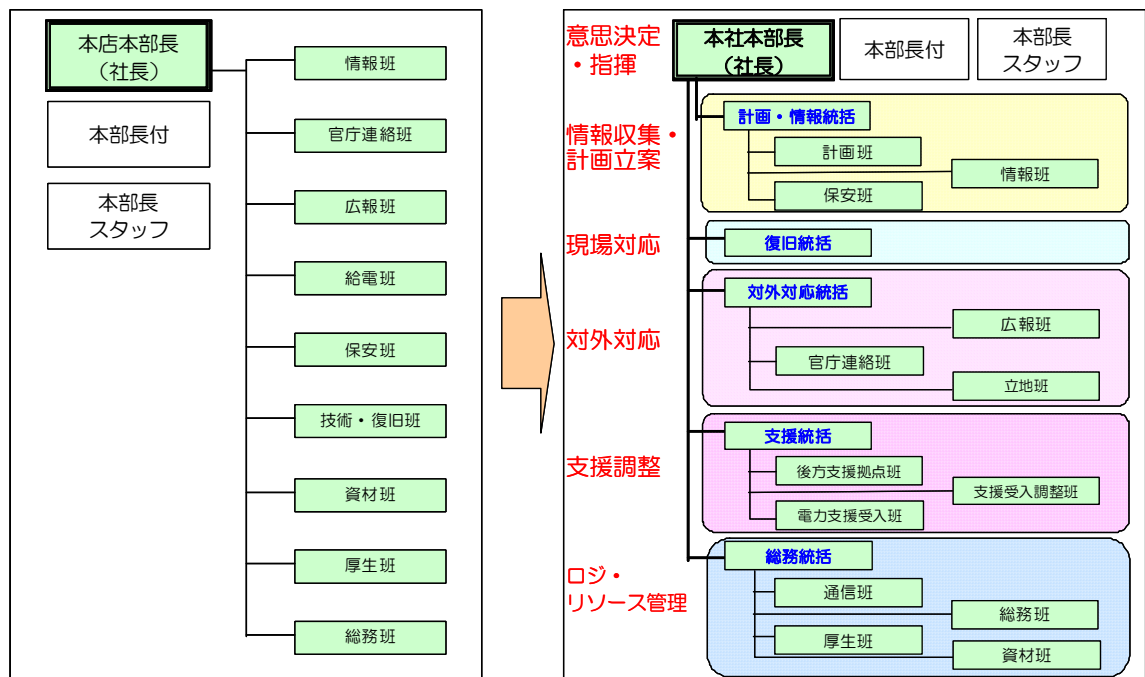 本店本部長
（社長）
本部長付
本部長
スタッフ
情報班
官庁連絡班
広報班
給電班
保安班
技術・復旧班
資材班
厚生班
総務班
意思決定
・指揮
本社本部長
（社長）
本部長付
本部長
スタッフ
情報収集・
計画立案
計画・情報統括
計画班
情報班
保安班
現場対応
復旧統括
対外対応
対外対応統括
広報班
官庁連絡班
立地班
支援調整
支援統括
後方支援拠点班
支援受入調整班
電力支援受入班
ロジ・
リソース管理
総務統括
通信班
総務班
厚生班
資材班